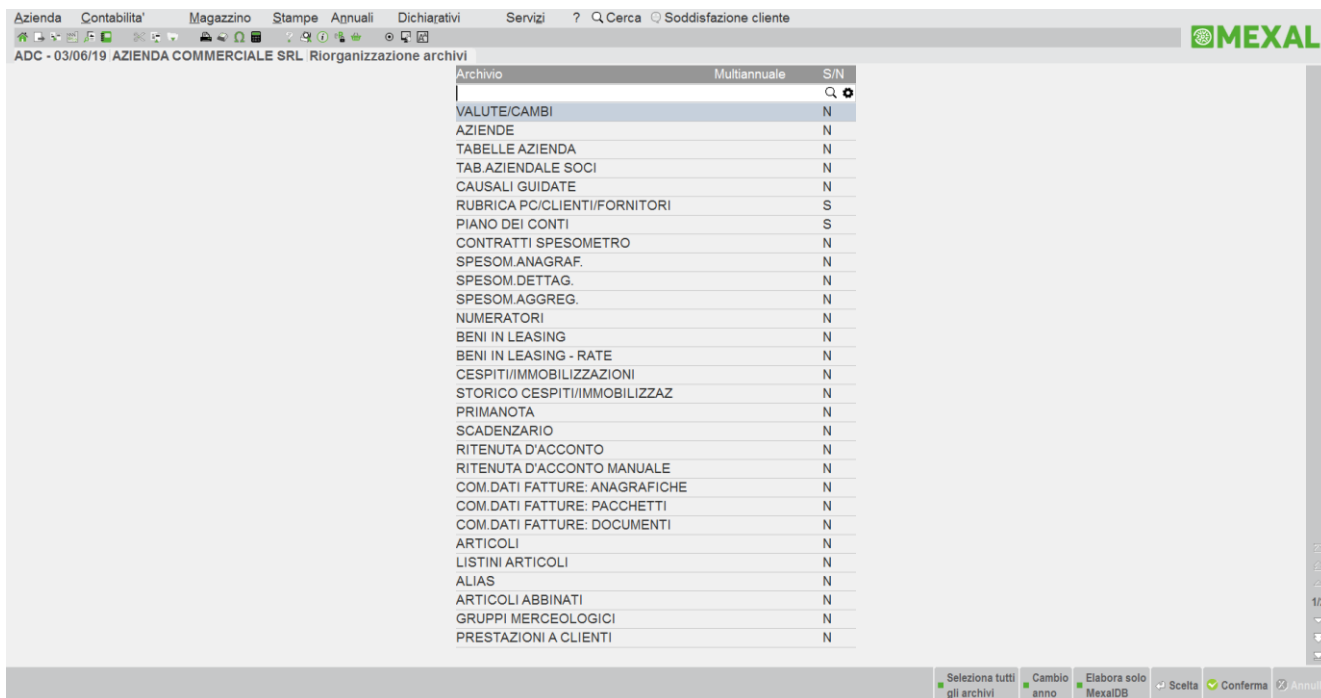 Azienda Contabilita' Magazzino Stampe Annuali Dichiarativi Servizi ? Cerca Soddisfazione cliente
MEXAL
ADC - 03/06/19 AZIENDA COMMERCIALE SRL Riorganizzazione archivi
Archivio Multiannuale S/N
VALUTE/CAMBI N
AZIENDE N
TABELLE AZIENDA N
TAB.AZIENDALE SOCI N
CAUSALI GUIDATE N
RUBRICA PC/CLIENTI/FORNITORI S
PIANO DEI CONTI S
CONTRATTI SPESOMETRO N
SPESOM.ANAGRAF. N
SPESOM.DETTAG. N
SPESOM.AGGREG. N
NUMERATORI N
BENI IN LEASING N
BENI IN LEASING - RATE N
CESPITI/IMMOBILIZZAZIONI N
STORICO CESPITI/IMMOBILIZZAZ N
PRIMANOTA N
SCADENZARIO N
RITENUTA D'ACCONTO N
RITENUTA D'ACCONTO MANUALE N
COM.DATI FATTURE: ANAGRAFICHE N
COM.DATI FATTURE: PACCHETTI N
COM.DATI FATTURE: DOCUMENTI N
ARTICOLI N
LISTINI ARTICOLI N
ALIAS N
ARTICOLI ABBINATI N
GRUPPI MERCEOLOGICI N
PRESTAZIONI A CLIENTI N
Seleziona tutti gli archivi
Cambio anno
Elabora solo MexalDB
Scelta
Conferma